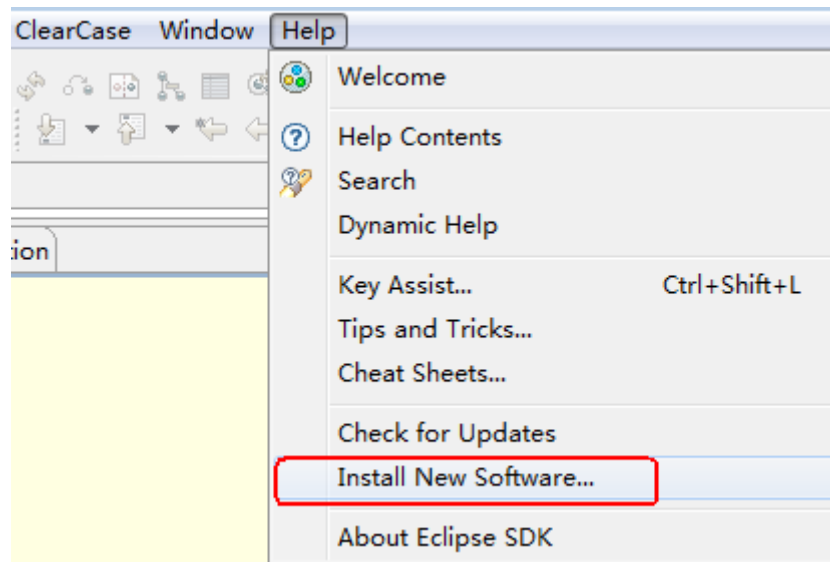 ClearCase Window Help
Welcome
Help Contents
Search
Dynamic Help
tion
Key Assist... Ctrl+Shift+L
Tips and Tricks...
Cheat Sheets...
Check for Updates
Install New Software...
About Eclipse SDK